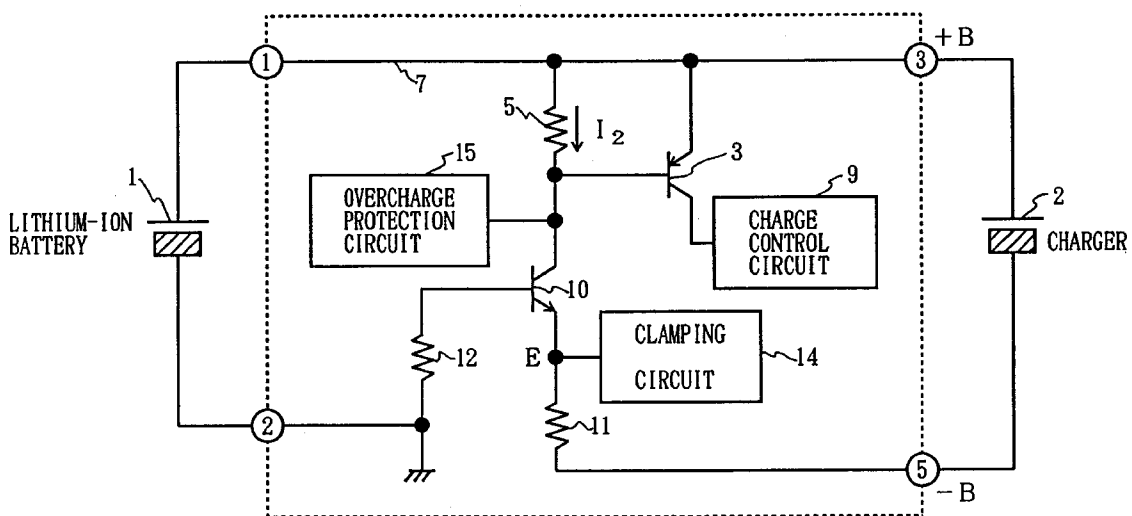 1
3
+B
7
5
I2
15
3
1
9
2
OVERCHARGE
PROTECTION
CIRCUIT
LITHIUM-ION
BATTERY
CHARGE
CONTROL
CIRCUIT
CHARGER
10
12
E
CLAMPING
CIRCUIT
14
11
2
5
-B